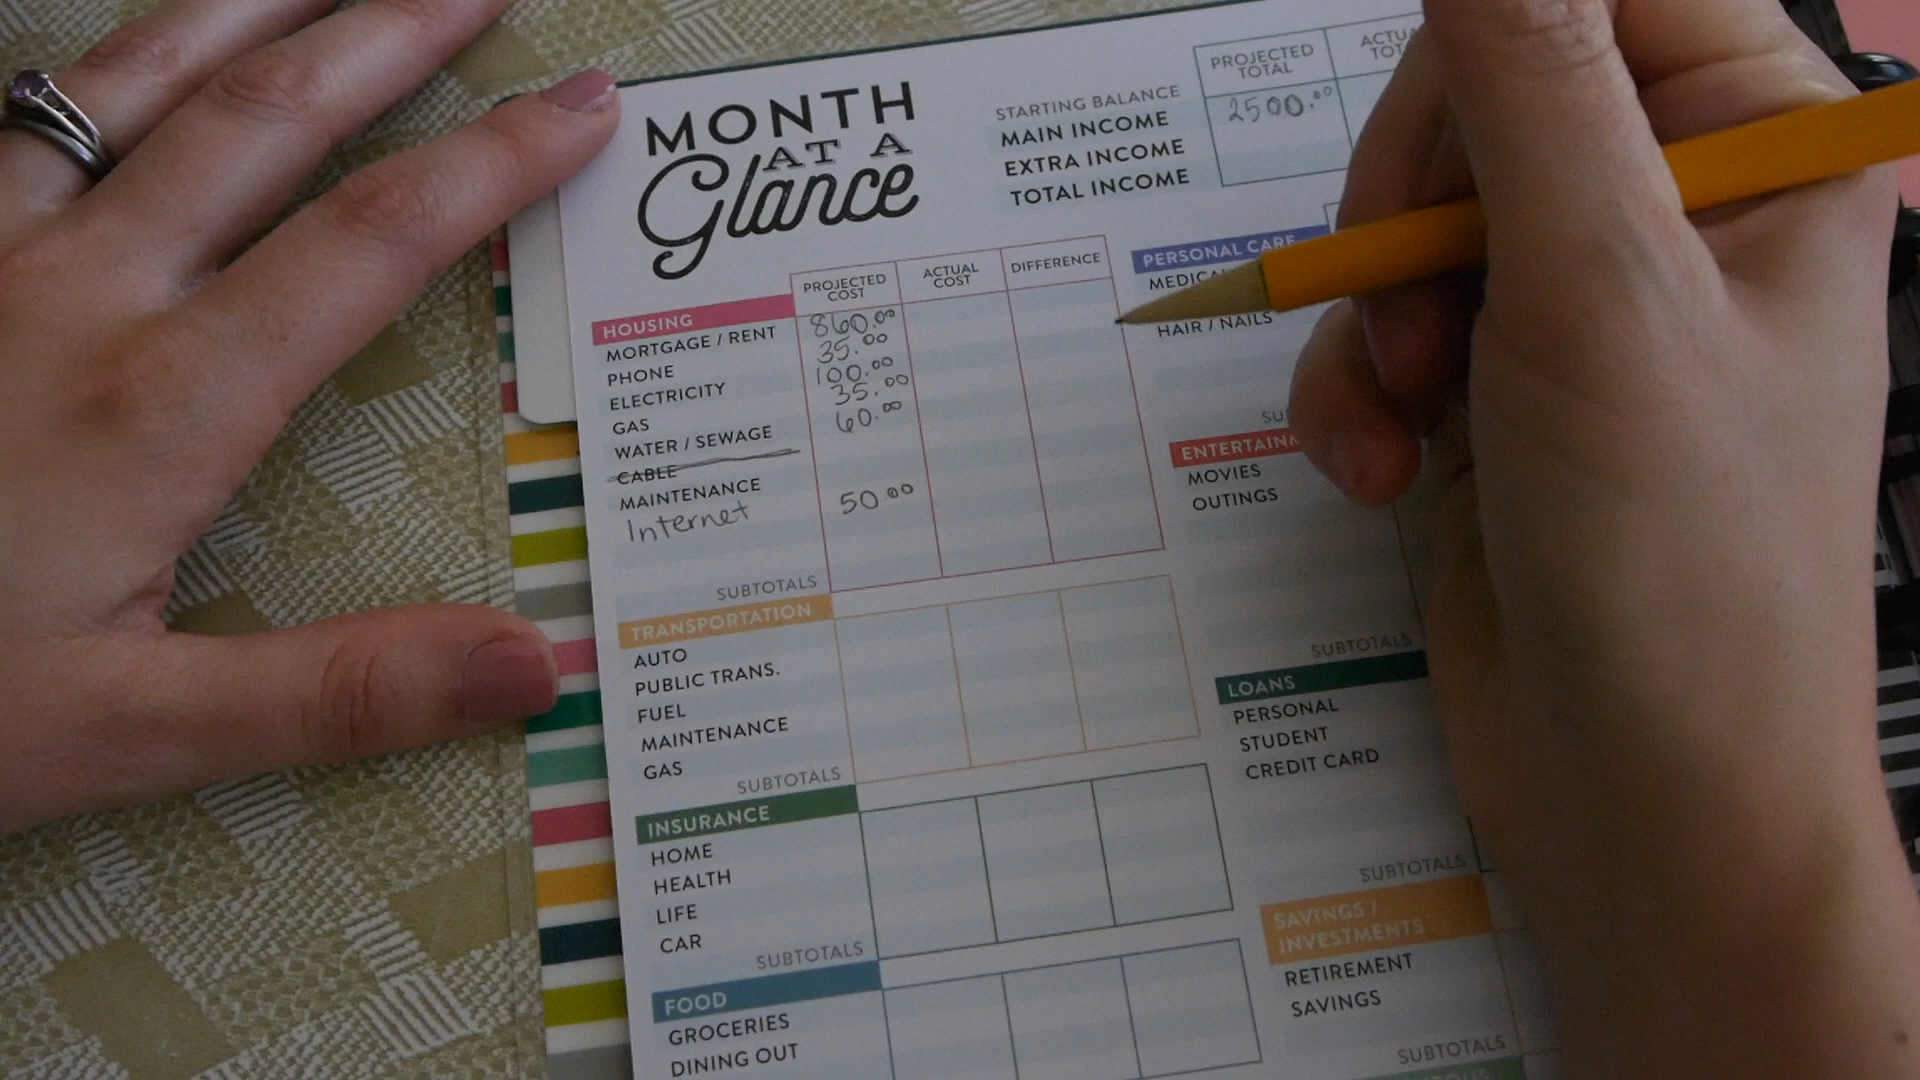 MONTH
AT A
Glance
PROJECTED TOTAL
STARTING BALANCE
MAIN INCOME 2500.00
EXTRA INCOME
TOTAL INCOME
PROJECTED COST ACTUAL COST DIFFERENCE
HOUSING
MORTGAGE / RENT 860.00
PHONE 35.00
ELECTRICITY 100.00
GAS 35.00
WATER / SEWAGE 60.00
CABLE
MAINTENANCE
Internet 50.00
SUBTOTALS
TRANSPORTATION
AUTO
PUBLIC TRANS.
FUEL
MAINTENANCE
GAS
SUBTOTALS
INSURANCE
HOME
HEALTH
LIFE
CAR
SUBTOTALS
FOOD
GROCERIES
DINING OUT
PERSONAL CARE
HAIR / NAILS
MOVIES
OUTINGS
SUBTOTALS
LOANS
PERSONAL
STUDENT
CREDIT CARD
SUBTOTALS
SAVINGS /
INVESTMENTS
RETIREMENT
SAVINGS
SUBTOTALS